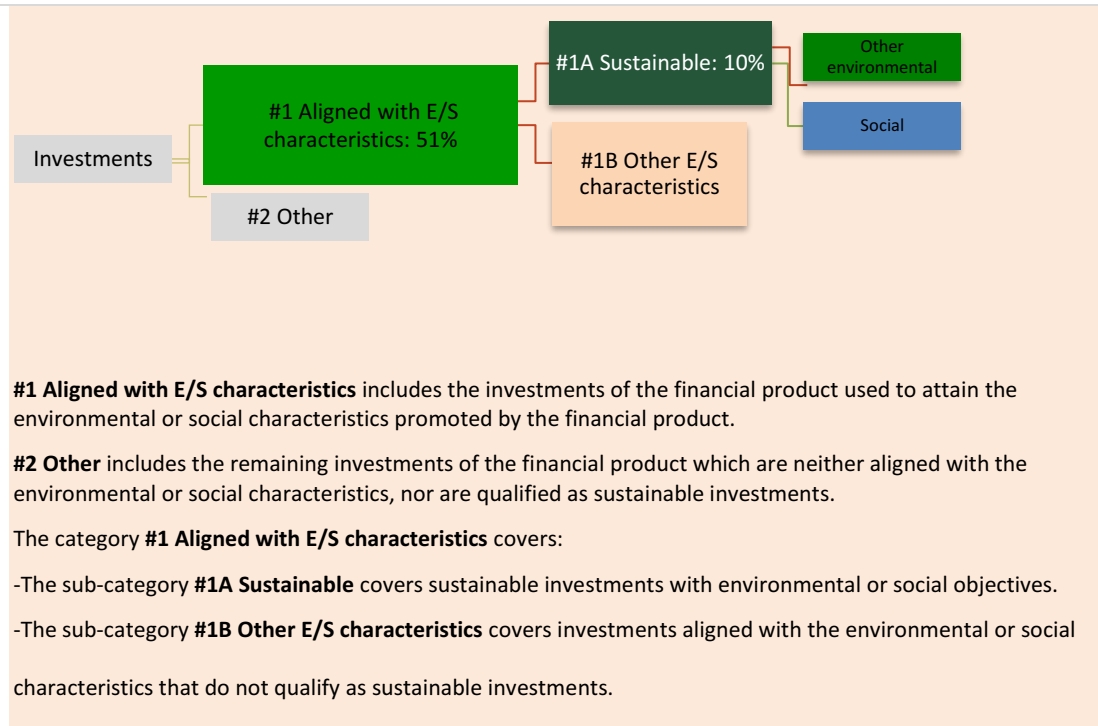 #1A Sustainable: 10%
Other
environmental
#1 Aligned with E/S
characteristics: 51%
Social
Investments
#1B Other E/S
characteristics
#2 Other
#1 Aligned with E/S characteristics includes the investments of the financial product used to attain the
environmental or social characteristics promoted by the financial product.
#2 Other includes the remaining investments of the financial product which are neither aligned with the
environmental or social characteristics, nor are qualified as sustainable investments.
The category #1 Aligned with E/S characteristics covers:
-The sub-category #1A Sustainable covers sustainable investments with environmental or social objectives.
-The sub-category #1B Other E/S characteristics covers investments aligned with the environmental or social
characteristics that do not qualify as sustainable investments.